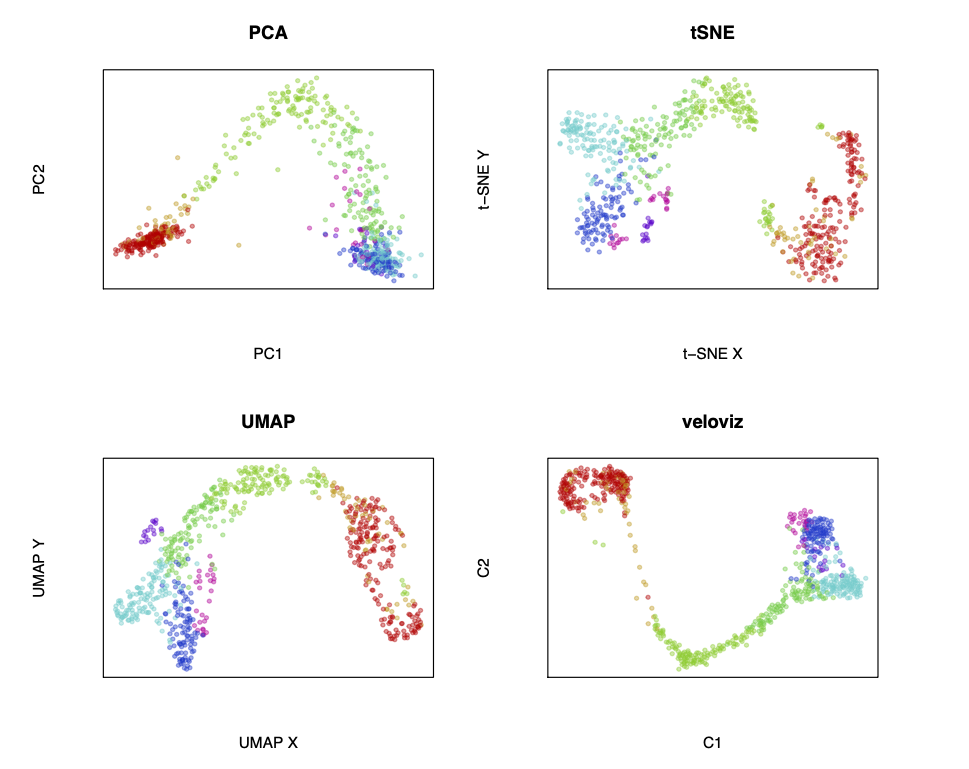 PCA
PC2
PC1
tSNE
t−SNE Y
t−SNE X
UMAP
UMAP Y
UMAP X
veloviz
C2
C1